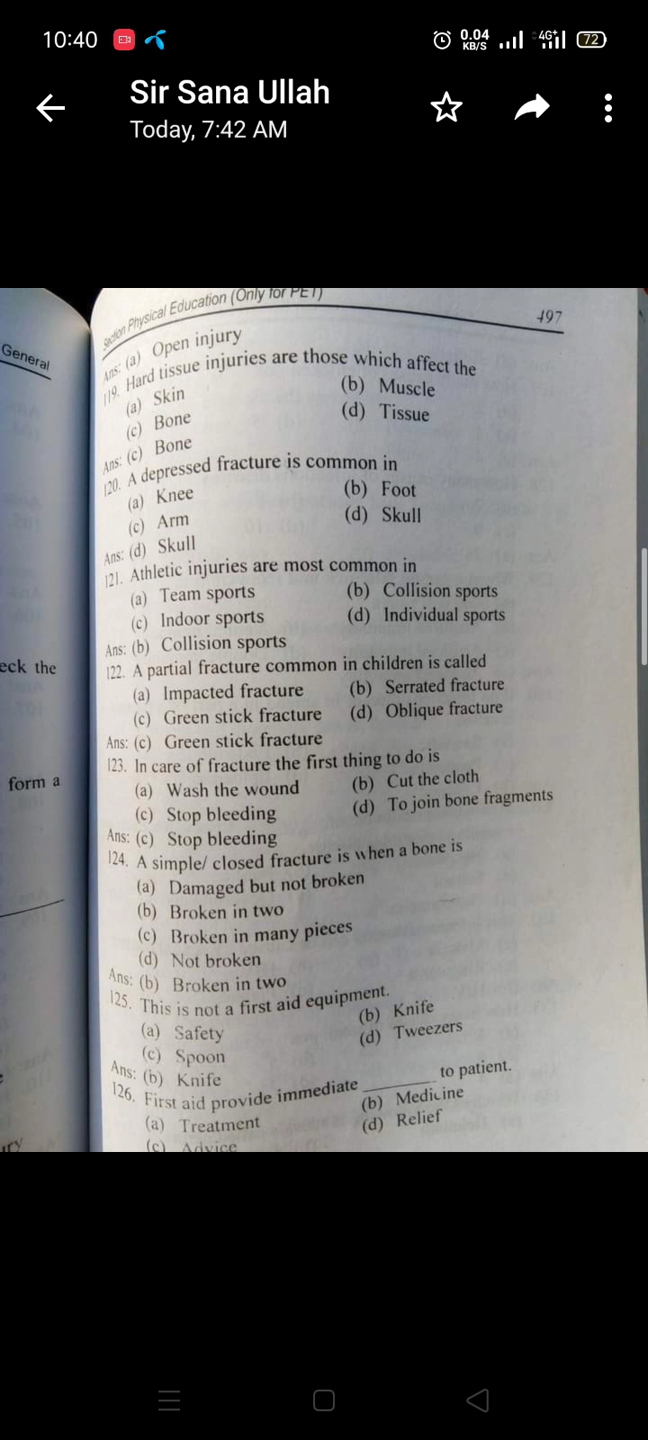 10:40
0.04 KB/S 4G+ 72
Sir Sana Ullah
Today, 7:42 AM
Section Physical Education (Only for PET)
497
General
Ans: (a) Open injury
119. Hard tissue injuries are those which affect the
(a) Skin (b) Muscle
(c) Bone (d) Tissue
Ans: (c) Bone
120. A depressed fracture is common in
(a) Knee (b) Foot
(c) Arm (d) Skull
Ans: (d) Skull
121. Athletic injuries are most common in
(a) Team sports (b) Collision sports
(c) Indoor sports (d) Individual sports
Ans: (b) Collision sports
eck the
122. A partial fracture common in children is called
(a) Impacted fracture (b) Serrated fracture
(c) Green stick fracture (d) Oblique fracture
Ans: (c) Green stick fracture
123. In care of fracture the first thing to do is
form a
(a) Wash the wound (b) Cut the cloth
(c) Stop bleeding (d) To join bone fragments
Ans: (c) Stop bleeding
124. A simple/ closed fracture is when a bone is
(a) Damaged but not broken
(b) Broken in two
(c) Broken in many pieces
(d) Not broken
Ans: (b) Broken in two
125. This is not a first aid equipment.
(a) Safety (b) Knife
(c) Spoon (d) Tweezers
Ans: (b) Knife
126. First aid provide immediate ________ to patient.
(a) Treatment (b) Medicine
(c) Advice (d) Relief